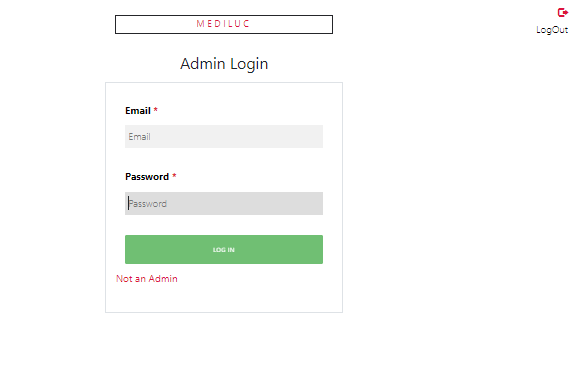 MEDILUC
LogOut
Admin Login
Email *
Email
Password *
Password
LOG IN
Not an Admin